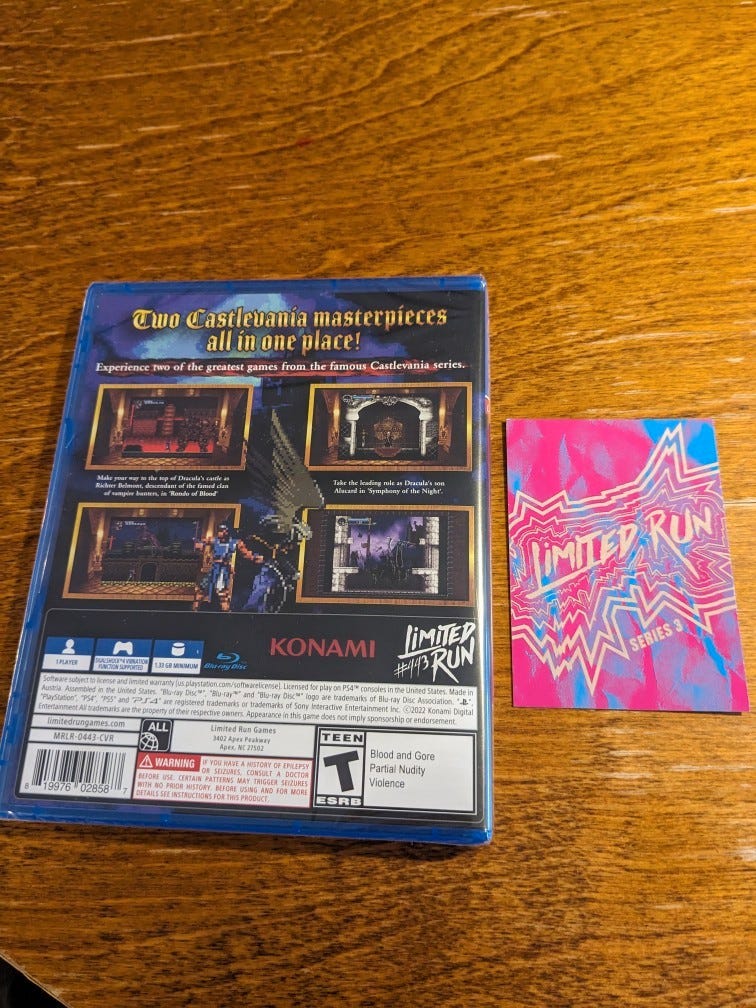 Two Castlevania masterpieces
all in one place!
Experience two of the greatest games from the famous Castlevania series.
Make your way to the top of Dracula's castle as
Richter Belmont, descendant of the famed clan
of vampire hunters, in 'Rondo of Blood'
Take the leading role as Dracula's son
Alucard in 'Symphony of the Night'.
1 PLAYER
DUALSHOCK®4 VIBRATION
FUNCTION SUPPORTED
1.33 GB MINIMUM
Blu-ray Disc
KONAMI
LIMITED
#443 RUN
Software subject to license and limited warranty (us.playstation.com/softwarelicense). Licensed for play on PS4™ consoles in the United States. Made in
Austria. Assembled in the United States. "Blu-ray Disc™", "Blu-ray™" and "Blu-ray Disc™" logo are trademarks of Blu-ray Disc Association.
"PlayStation", "PS4", "PS5" and "PS4" are registered trademarks or trademarks of Sony Interactive Entertainment Inc. ©2022 Konami Digital
Entertainment All trademarks are the property of their respective owners. Appearance in this game does not imply sponsorship or endorsement.
limitedrungames.com
MRLR-0443-CVR
ALL
Limited Run Games
3402 Apex Peakway
Apex, NC 27502
WARNING IF YOU HAVE A HISTORY OF EPILEPSY
OR SEIZURES, CONSULT A DOCTOR
BEFORE USE. CERTAIN PATTERNS MAY TRIGGER SEIZURES
WITH NO PRIOR HISTORY. BEFORE USING AND FOR MORE
DETAILS SEE INSTRUCTIONS FOR THIS PRODUCT.
8 19976 02858 7
TEEN
T
ESRB
Blood and Gore
Partial Nudity
Violence
LIMITED RUN
SERIES 3